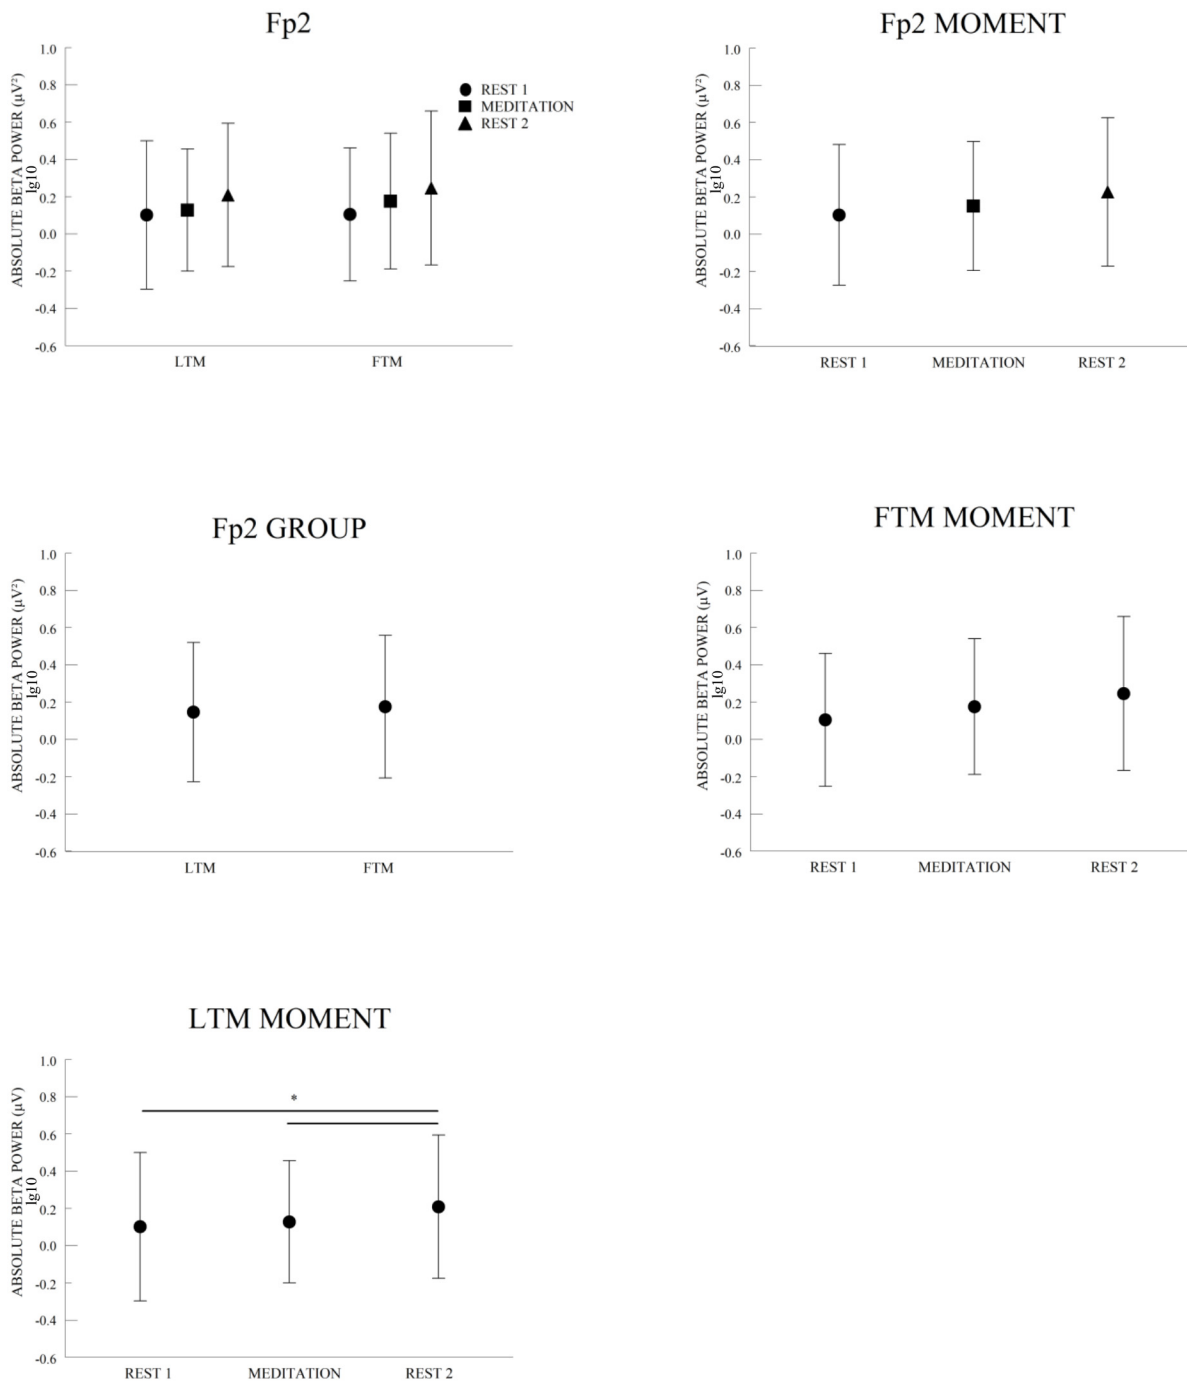 Fp2
ABSOLUTE BETA POWER (µV²)
lg10
1.0
0.8
0.6
0.4
0.2
0.0
-0.2
-0.4
-0.6
REST 1
MEDITATION
REST 2
LTM FTM
Fp2 MOMENT
ABSOLUTE BETA POWER (µV²)
lg10
1.0
0.8
0.6
0.4
0.2
0.0
-0.2
-0.4
-0.6
REST 1 MEDITATION REST 2
Fp2 GROUP
ABSOLUTE BETA POWER (µV²)
lg10
1.0
0.8
0.6
0.4
0.2
0.0
-0.2
-0.4
-0.6
LTM FTM
FTM MOMENT
ABSOLUTE BETA POWER (µV)
lg10
1.0
0.8
0.6
0.4
0.2
0.0
-0.2
-0.4
-0.6
REST 1 MEDITATION REST 2
LTM MOMENT
ABSOLUTE BETA POWER (µV)
lg10
1.0
0.8
0.6
0.4
0.2
0.0
-0.2
-0.4
-0.6
*
REST 1 MEDITATION REST 2